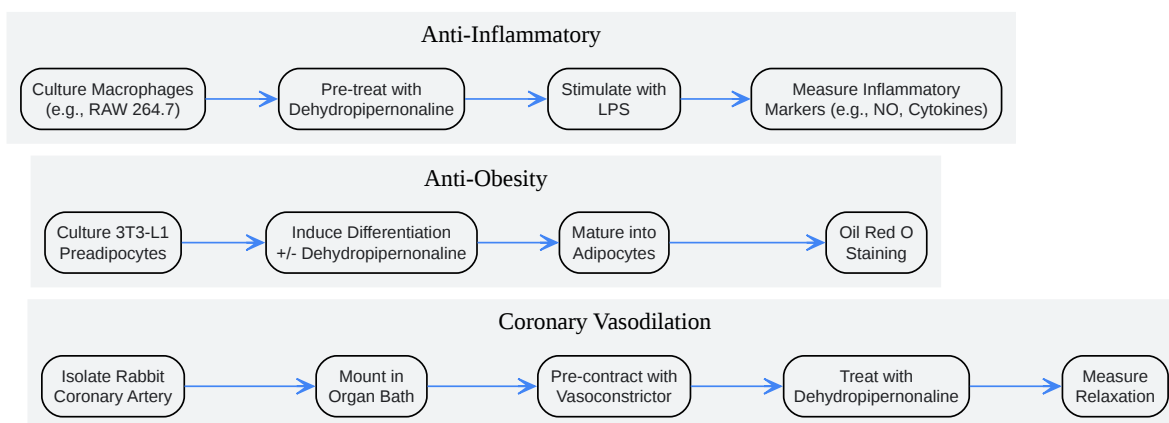 Anti-Inflammatory
Culture Macrophages
(e.g., RAW 264.7)
Pre-treat with
Dehydropipernonaline
Stimulate with
LPS
Measure Inflammatory
Markers (e.g., NO, Cytokines)
Anti-Obesity
Culture 3T3-L1
Preadipocytes
Induce Differentiation
+/- Dehydropipernonaline
Mature into
Adipocytes
Oil Red O
Staining
Coronary Vasodilation
Isolate Rabbit
Coronary Artery
Mount in
Organ Bath
Pre-contract with
Vasoconstrictor
Treat with
Dehydropipernonaline
Measure
Relaxation